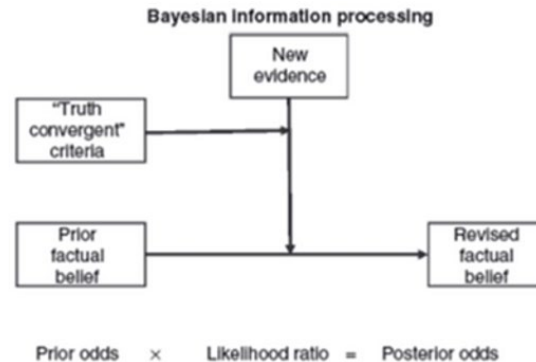 Bayesian information processing
New
evidence
"Truth
convergent"
criteria
Prior
factual
belief
Revised
factual
belief
Prior odds × Likelihood ratio = Posterior odds